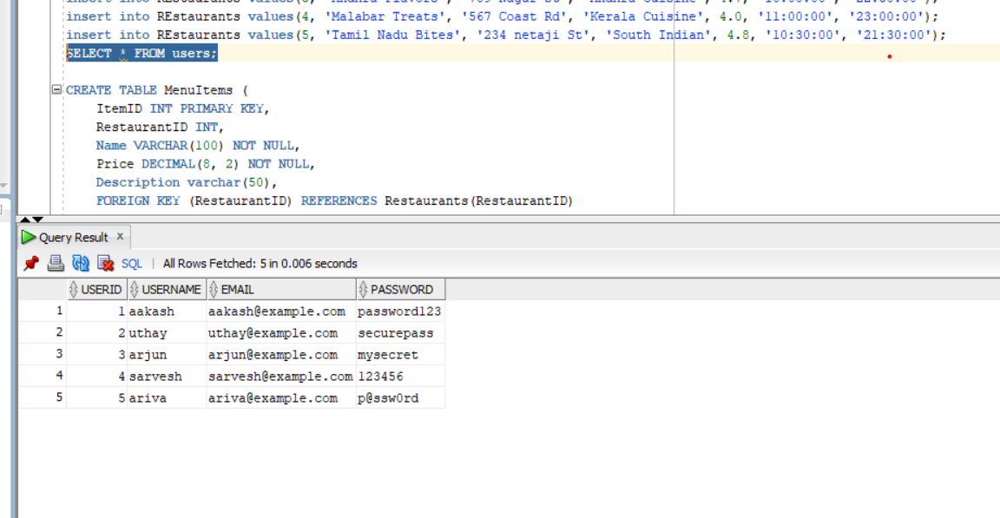 insert into REstaurants values(4, 'Malabar Treats', '567 Coast Rd', 'Kerala Cuisine', 4.0, '11:00:00', '23:00:00');
insert into REstaurants values(5, 'Tamil Nadu Bites', '234 netaji St', 'South Indian', 4.8, '10:30:00', '21:30:00');
SELECT * FROM users;
CREATE TABLE MenuItems (
ItemID INT PRIMARY KEY,
RestaurantID INT,
Name VARCHAR(100) NOT NULL,
Price DECIMAL(8, 2) NOT NULL,
Description varchar(50),
FOREIGN KEY (RestaurantID) REFERENCES Restaurants(RestaurantID)
Query Result x
SQL | All Rows Fetched: 5 in 0.006 seconds
USERID USERNAME EMAIL PASSWORD
1 1 aakash aakash@example.com password123
2 2 uthay uthay@example.com securepass
3 3 arjun arjun@example.com mysecret
4 4 sarvesh sarvesh@example.com 123456
5 5 ariva ariva@example.com p@ssw0rd